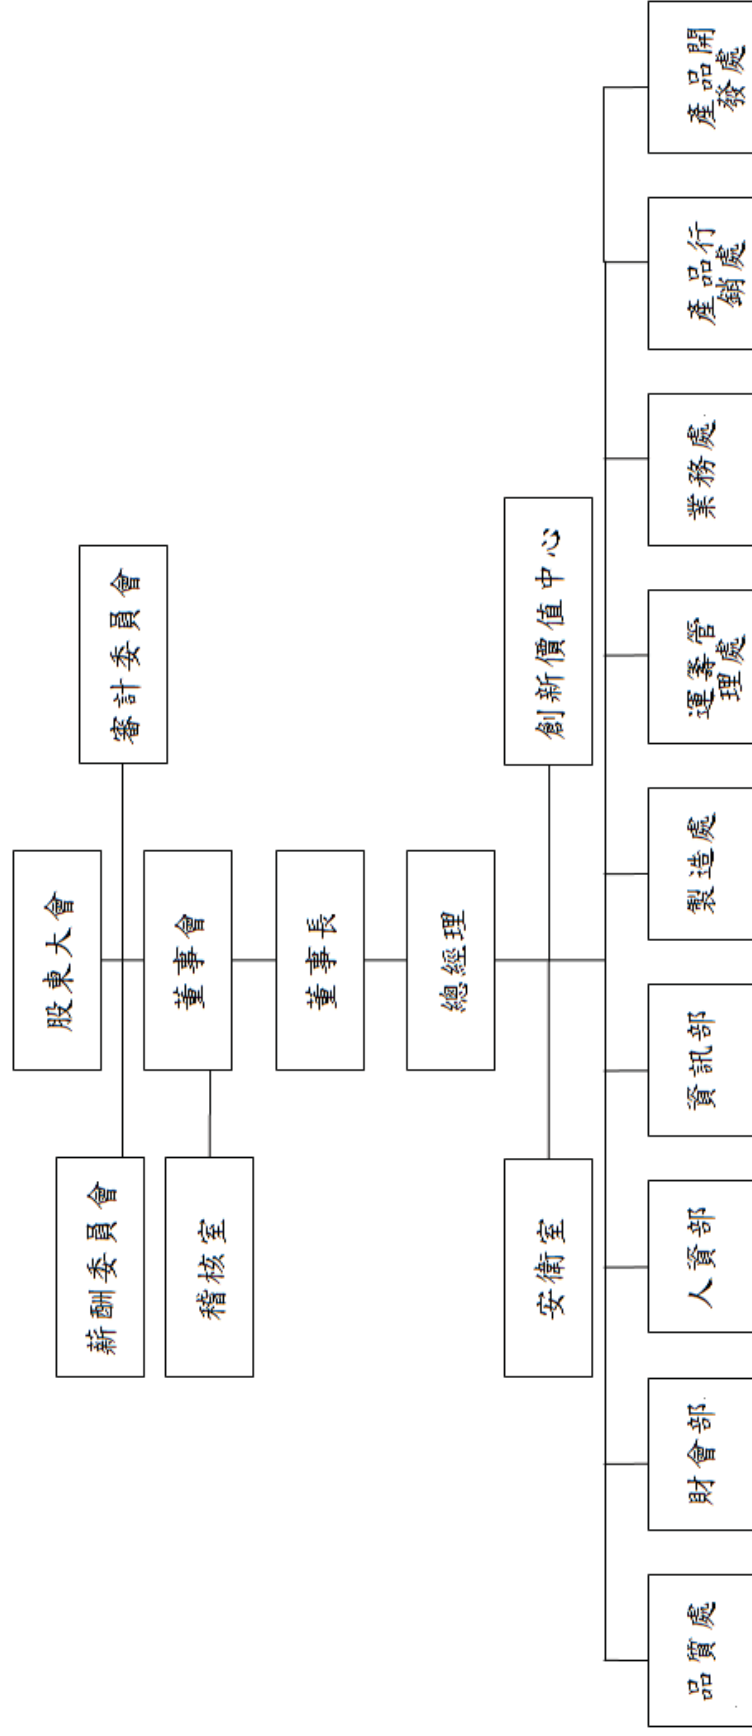 股東大會
審計委員會
薪酬委員會
董事會
稽核室
董事長
總經理
安衛室
創新價值中心
品質處
財會部
人資部
資訊部
製造處
運籌管
理處
業務處
產品行
銷處
產品開
發處